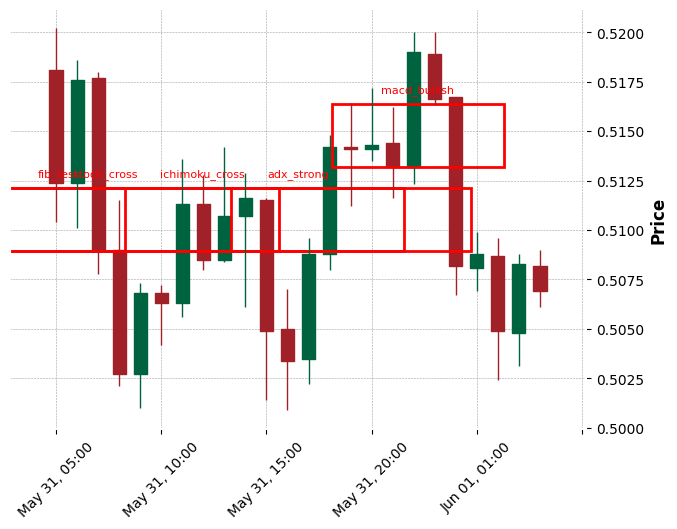 0.5200
0.5175
macd_bullish
0.5150
fib_retest_cross
ichimoku_cross
adx_strong
0.5125
0.5100
Price
0.5075
0.5050
0.5025
0.5000
May 31, 05:00
May 31, 10:00
May 31, 15:00
May 31, 20:00
Jun 01, 01:00